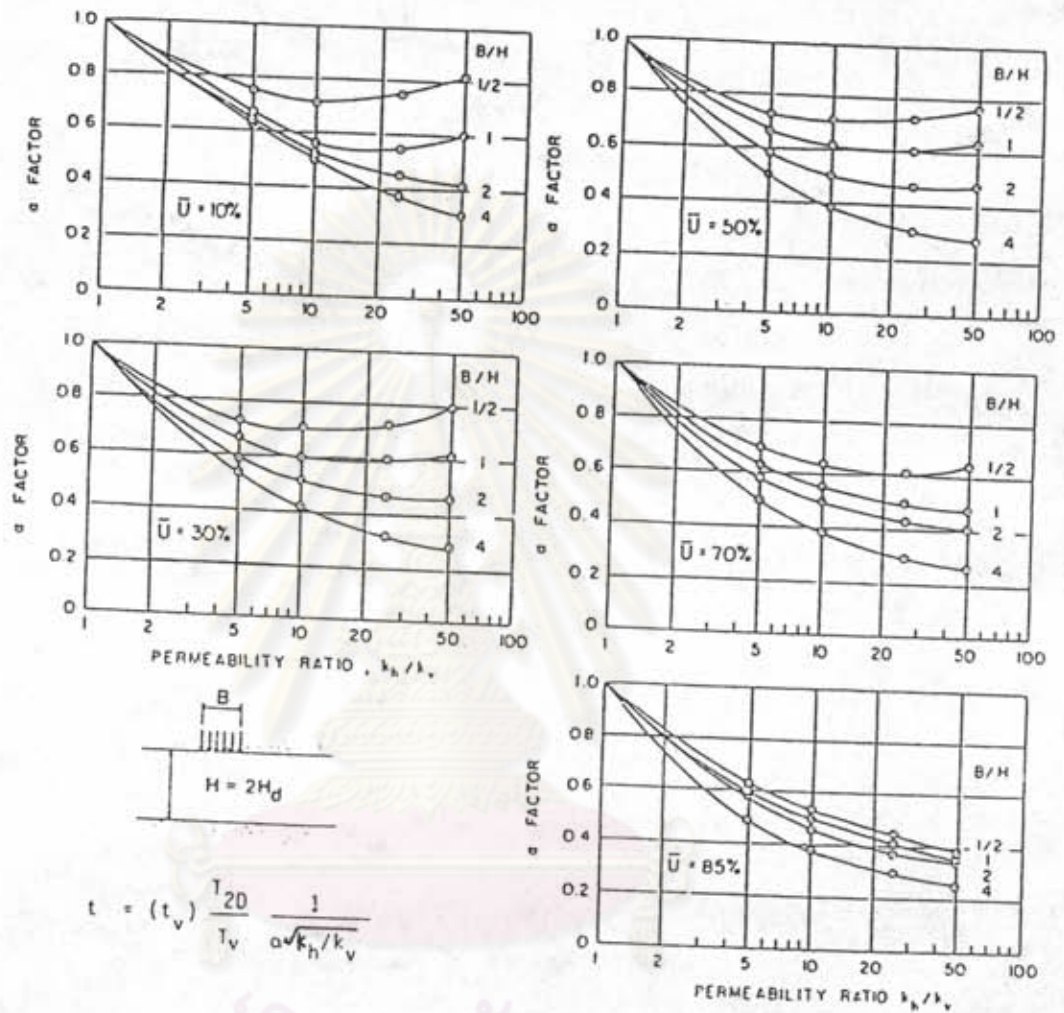 1.0
0.8
0.6
0.4
0.2
0
α FACTOR
Ū = 10%
B/H
1/2
1
2
4
1 2 5 10 20 50 100
1.0
0.8
0.6
0.4
0.2
0
α FACTOR
Ū = 50%
B/H
1/2
1
2
4
1 2 5 10 20 50 100
1.0
0.8
0.6
0.4
0.2
0
α FACTOR
Ū = 30%
B/H
1/2
1
2
4
1 2 5 10 20 50 100
PERMEABILITY RATIO, kh/kv
1.0
0.8
0.6
0.4
0.2
0
α FACTOR
Ū = 70%
B/H
1/2
1
2
4
1 2 5 10 20 50 100
B
H = 2Hd
t = (tv) T2D/Tv 1/α√kh/kv
1.0
0.8
0.6
0.4
0.2
0
α FACTOR
Ū = 85%
B/H
1/2
1
2
4
1 2 5 10 20 50 100
PERMEABILITY RATIO kh/kv